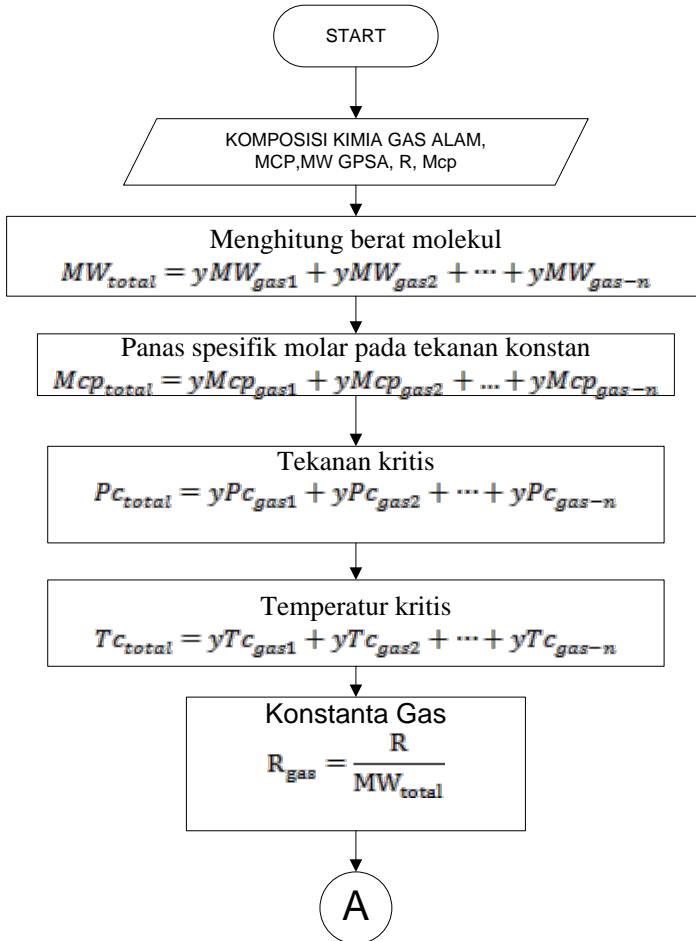 START
KOMPOSISI KIMIA GAS ALAM,
MCP,MW GPSA, R, Mcp
Menghitung berat molekul
MW_total = yMW_gas1 + yMW_gas2 + ⋯ + yMW_gas−n
Panas spesifik molar pada tekanan konstan
Mcp_total = yMcp_gas1 + yMcp_gas2 + ... + yMcp_gas−n
Tekanan kritis
Pc_total = yPc_gas1 + yPc_gas2 + ⋯ + yPc_gas−n
Temperatur kritis
Tc_total = yTc_gas1 + yTc_gas2 + ⋯ + yTc_gas−n
Konstanta Gas
R_gas = R / MW_total
A